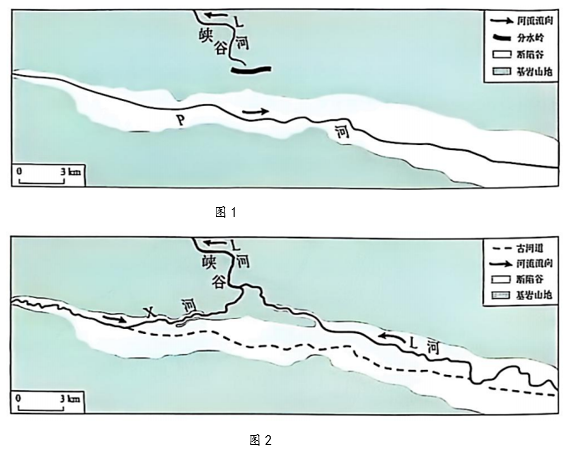 L
峡
谷 河
P
河
河流流向
分水岭
断陷谷
基岩山地
0 3 km
图1
L
峡 河
谷
X 河
L 河
古河道
河流流向
断陷谷
基岩山地
0 3 km
图2